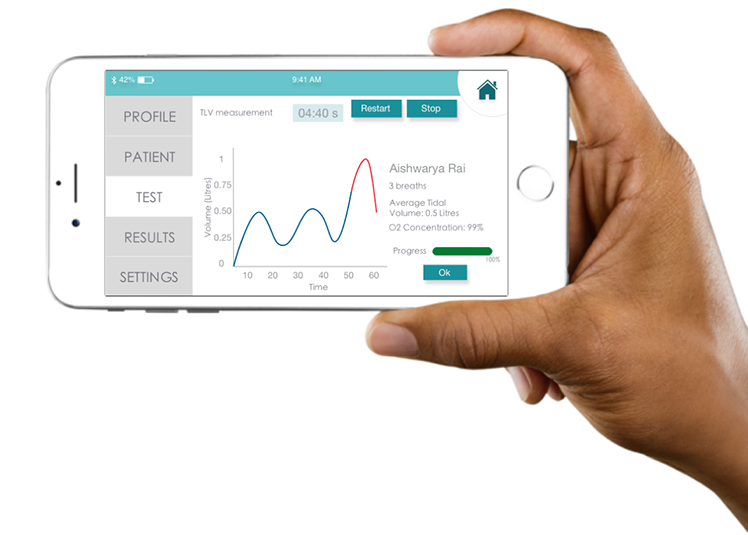 42%
9:41 AM
PROFILE
PATIENT
TEST
RESULTS
SETTINGS
TLV measurement
04:40 s
Restart
Stop
Volume [Litres]
1
0.75
0.50
0.25
0
10 20 30 40 50 60
Time
Aishwarya Rai
3 breaths
Average Tidal
Volume: 0.5 Litres
O2 Concentration: 99%
Progress
100%
Ok